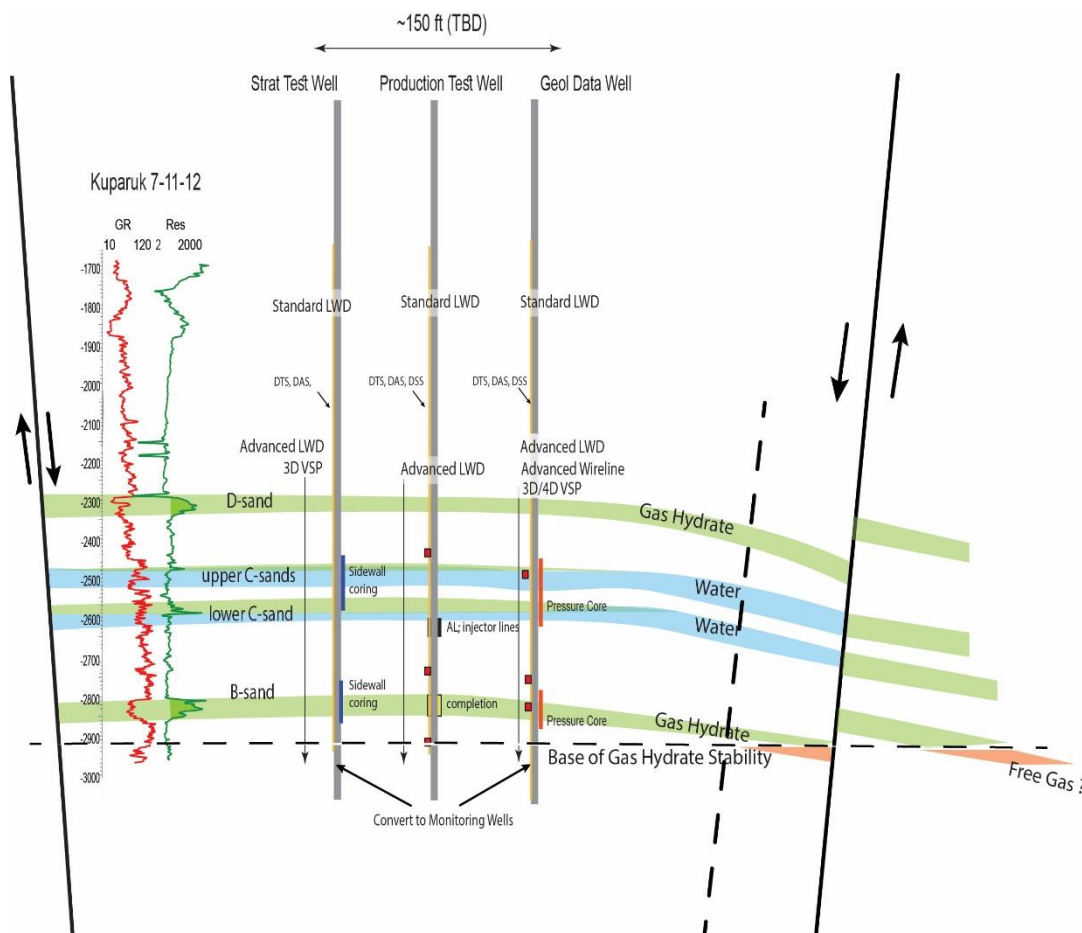 ~150 ft (TBD)
Strat Test Well
Production Test Well
Geol Data Well
Kuparuk 7-11-12
GR
Res
10
120
2
2000
-1700
-1800
-1900
-2000
-2100
-2200
-2300
-2400
-2500
-2600
-2700
-2800
-2900
-3000
Standard LWD
Standard LWD
Standard LWD
DTS, DAS,
DTS, DAS, DSS
DTS, DAS, DSS
Advanced LWD
3D VSP
Advanced LWD
Advanced LWD
Advanced Wireline
3D/4D VSP
D-sand
Gas Hydrate
upper C-sands
Sidewall
coring
Water
lower C-sand
Pressure Core
AL; injector lines
Water
B-sand
Sidewall
coring
completion
Pressure Core
Gas Hydrate
Base of Gas Hydrate Stability
Free Gas ?
Convert to Monitoring Wells